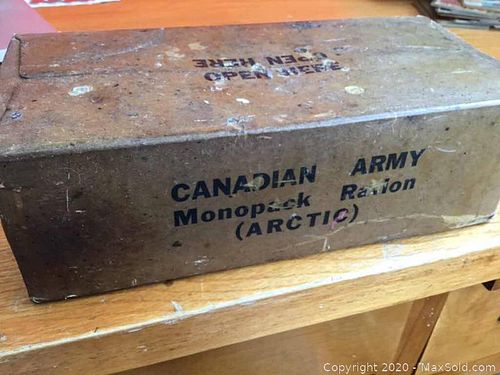 OPEN HERE
OPEN HERE
CANADIAN ARMY
Monopack Ration
(ARCTIC)
Copyright © 2020 - MaxSold.com